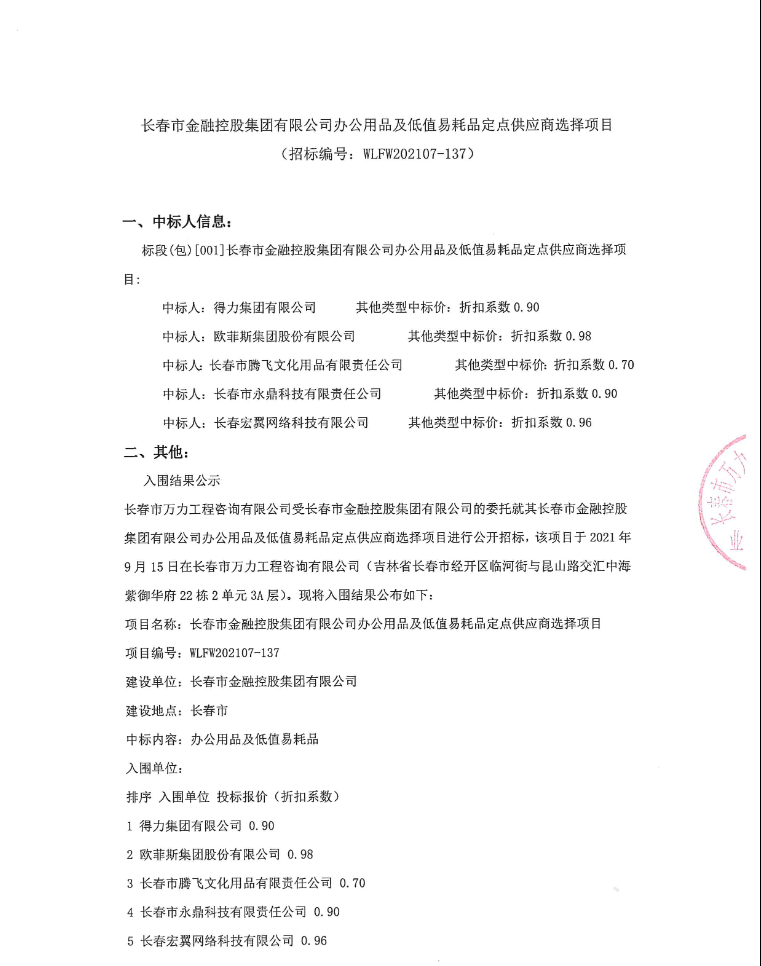 长春市金融控股集团有限公司办公用品及低值易耗品定点供应商选择项目
（招标编号：WLFW202107-137）
一、中标人信息：
标段(包)[001]长春市金融控股集团有限公司办公用品及低值易耗品定点供应商选择项
目：
中标人：得力集团有限公司 其他类型中标价：折扣系数 0.90
中标人：欧菲斯集团股份有限公司 其他类型中标价：折扣系数 0.98
中标人：长春市腾飞文化用品有限责任公司 其他类型中标价：折扣系数 0.70
中标人：长春市永鼎科技有限责任公司 其他类型中标价：折扣系数 0.90
中标人：长春宏翼网络科技有限公司 其他类型中标价：折扣系数 0.96
二、其他：
入围结果公示
长春市万力工程咨询有限公司受长春市金融控股集团有限公司的委托就其长春市金融控股
集团有限公司办公用品及低值易耗品定点供应商选择项目进行公开招标，该项目于 2021 年
9 月 15 日在长春市万力工程咨询有限公司（吉林省长春市经开区临河街与昆山路交汇中海
紫御华府 22 栋 2 单元 3A 层）。现将入围结果公布如下：
项目名称：长春市金融控股集团有限公司办公用品及低值易耗品定点供应商选择项目
项目编号：WLFW202107-137
建设单位：长春市金融控股集团有限公司
建设地点：长春市
中标内容：办公用品及低值易耗品
入围单位：
排序 入围单位 投标报价（折扣系数）
1 得力集团有限公司 0.90
2 欧菲斯集团股份有限公司 0.98
3 长春市腾飞文化用品有限责任公司 0.70
4 长春市永鼎科技有限责任公司 0.90
5 长春宏翼网络科技有限公司 0.96
长春市万力